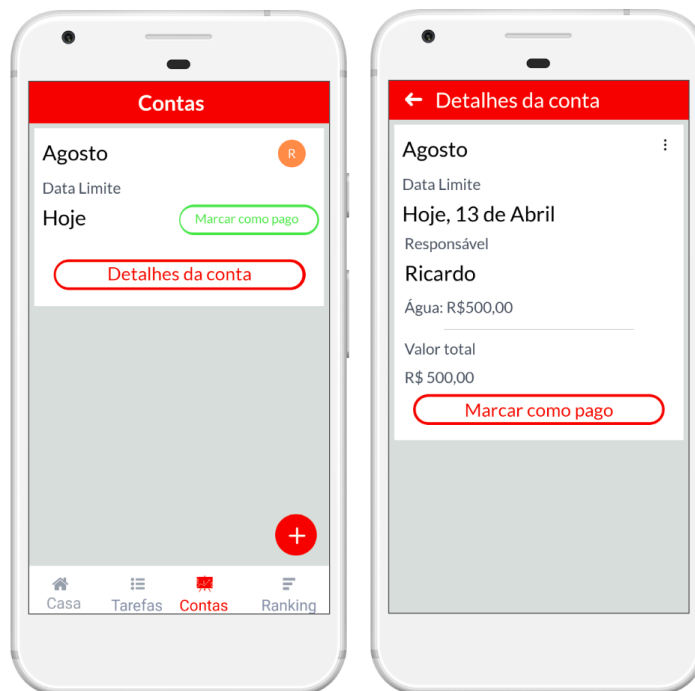 Contas
Agosto
R
Data Limite
Hoje
Marcar como pago
Detalhes da conta
+
Casa
Tarefas
Contas
Ranking
← Detalhes da conta
Agosto
Data Limite
Hoje, 13 de Abril
Responsável
Ricardo
Água: R$500,00
Valor total
R$ 500,00
Marcar como pago